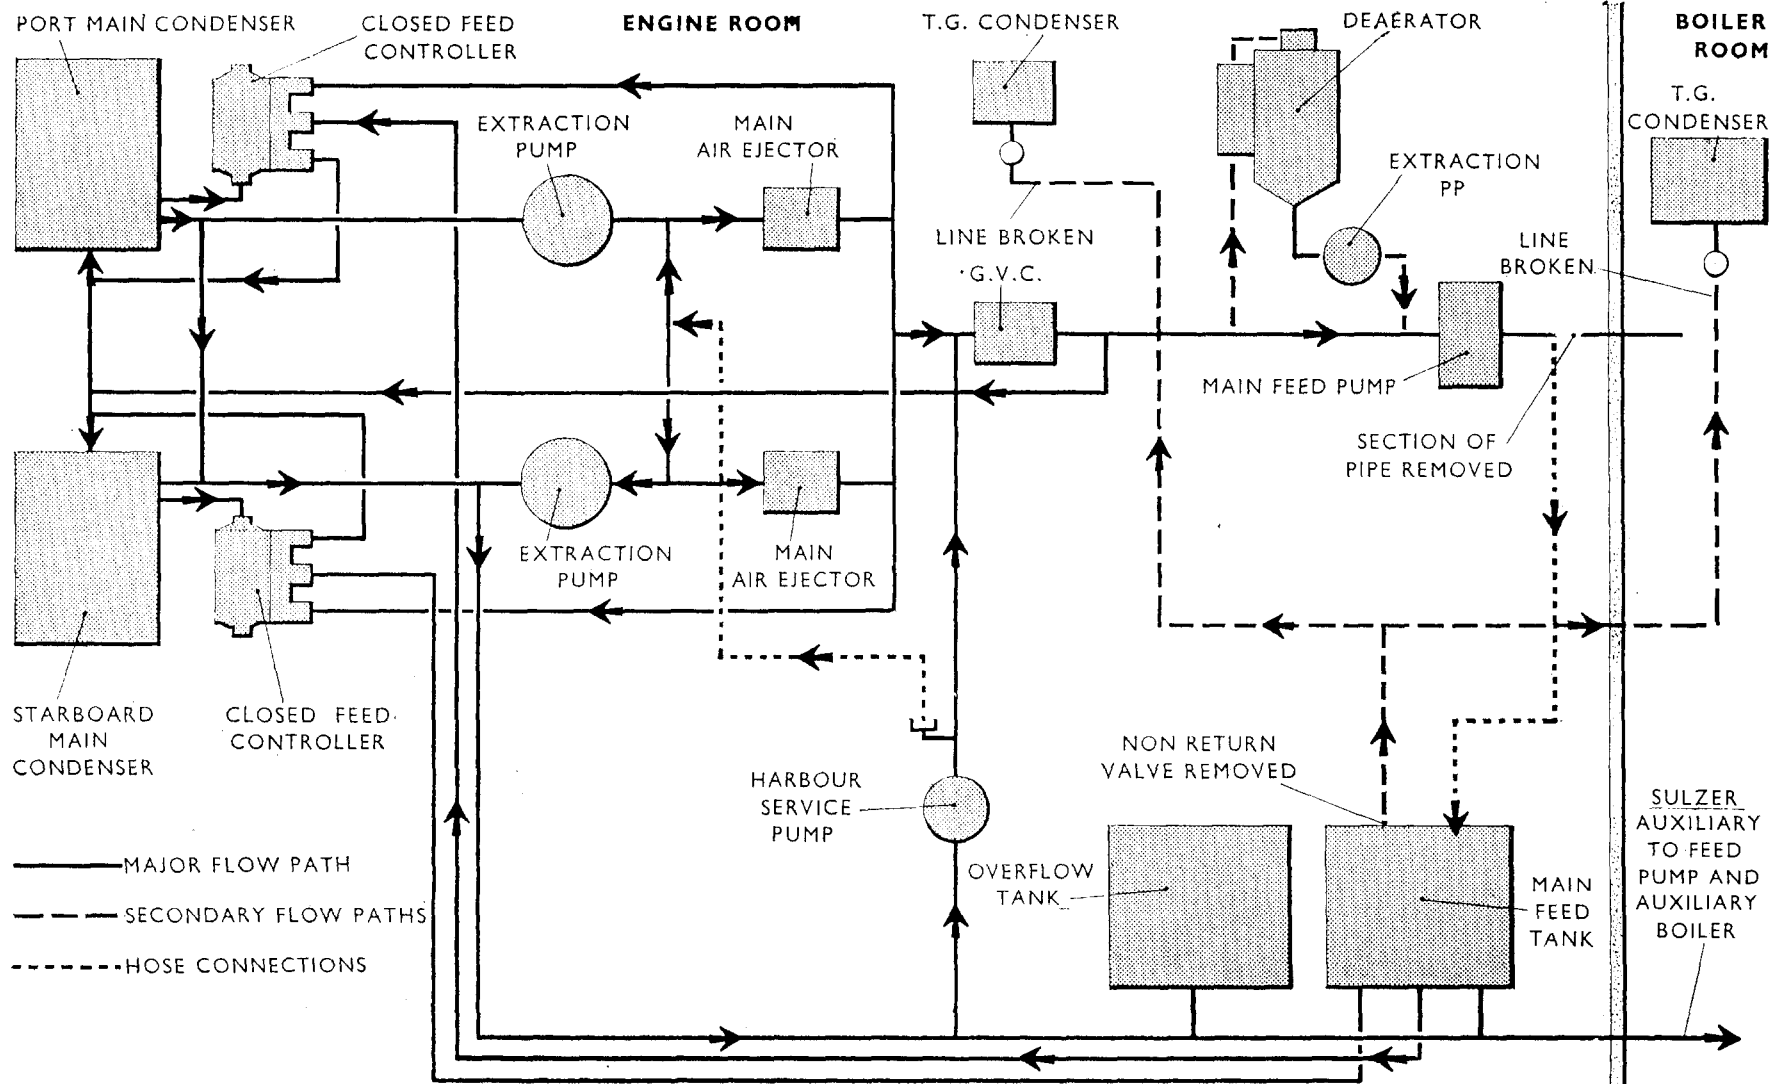 PORT MAIN CONDENSER
CLOSED FEED
CONTROLLER
ENGINE ROOM
T.G. CONDENSER
DEAERATOR
BOILER
ROOM
T.G.
CONDENSER
EXTRACTION
PUMP
MAIN
AIR EJECTOR
EXTRACTION
PP
LINE BROKEN
G.V.C.
LINE
BROKEN
MAIN FEED PUMP
SECTION OF
PIPE REMOVED
EXTRACTION
PUMP
MAIN
AIR EJECTOR
STARBOARD
MAIN
CONDENSER
CLOSED FEED
CONTROLLER
NON RETURN
VALVE REMOVED
HARBOUR
SERVICE
PUMP
SULZER
AUXILIARY
TO FEED
PUMP AND
AUXILIARY
BOILER
OVERFLOW
TANK
MAIN
FEED
TANK
MAJOR FLOW PATH
SECONDARY FLOW PATHS
HOSE CONNECTIONS